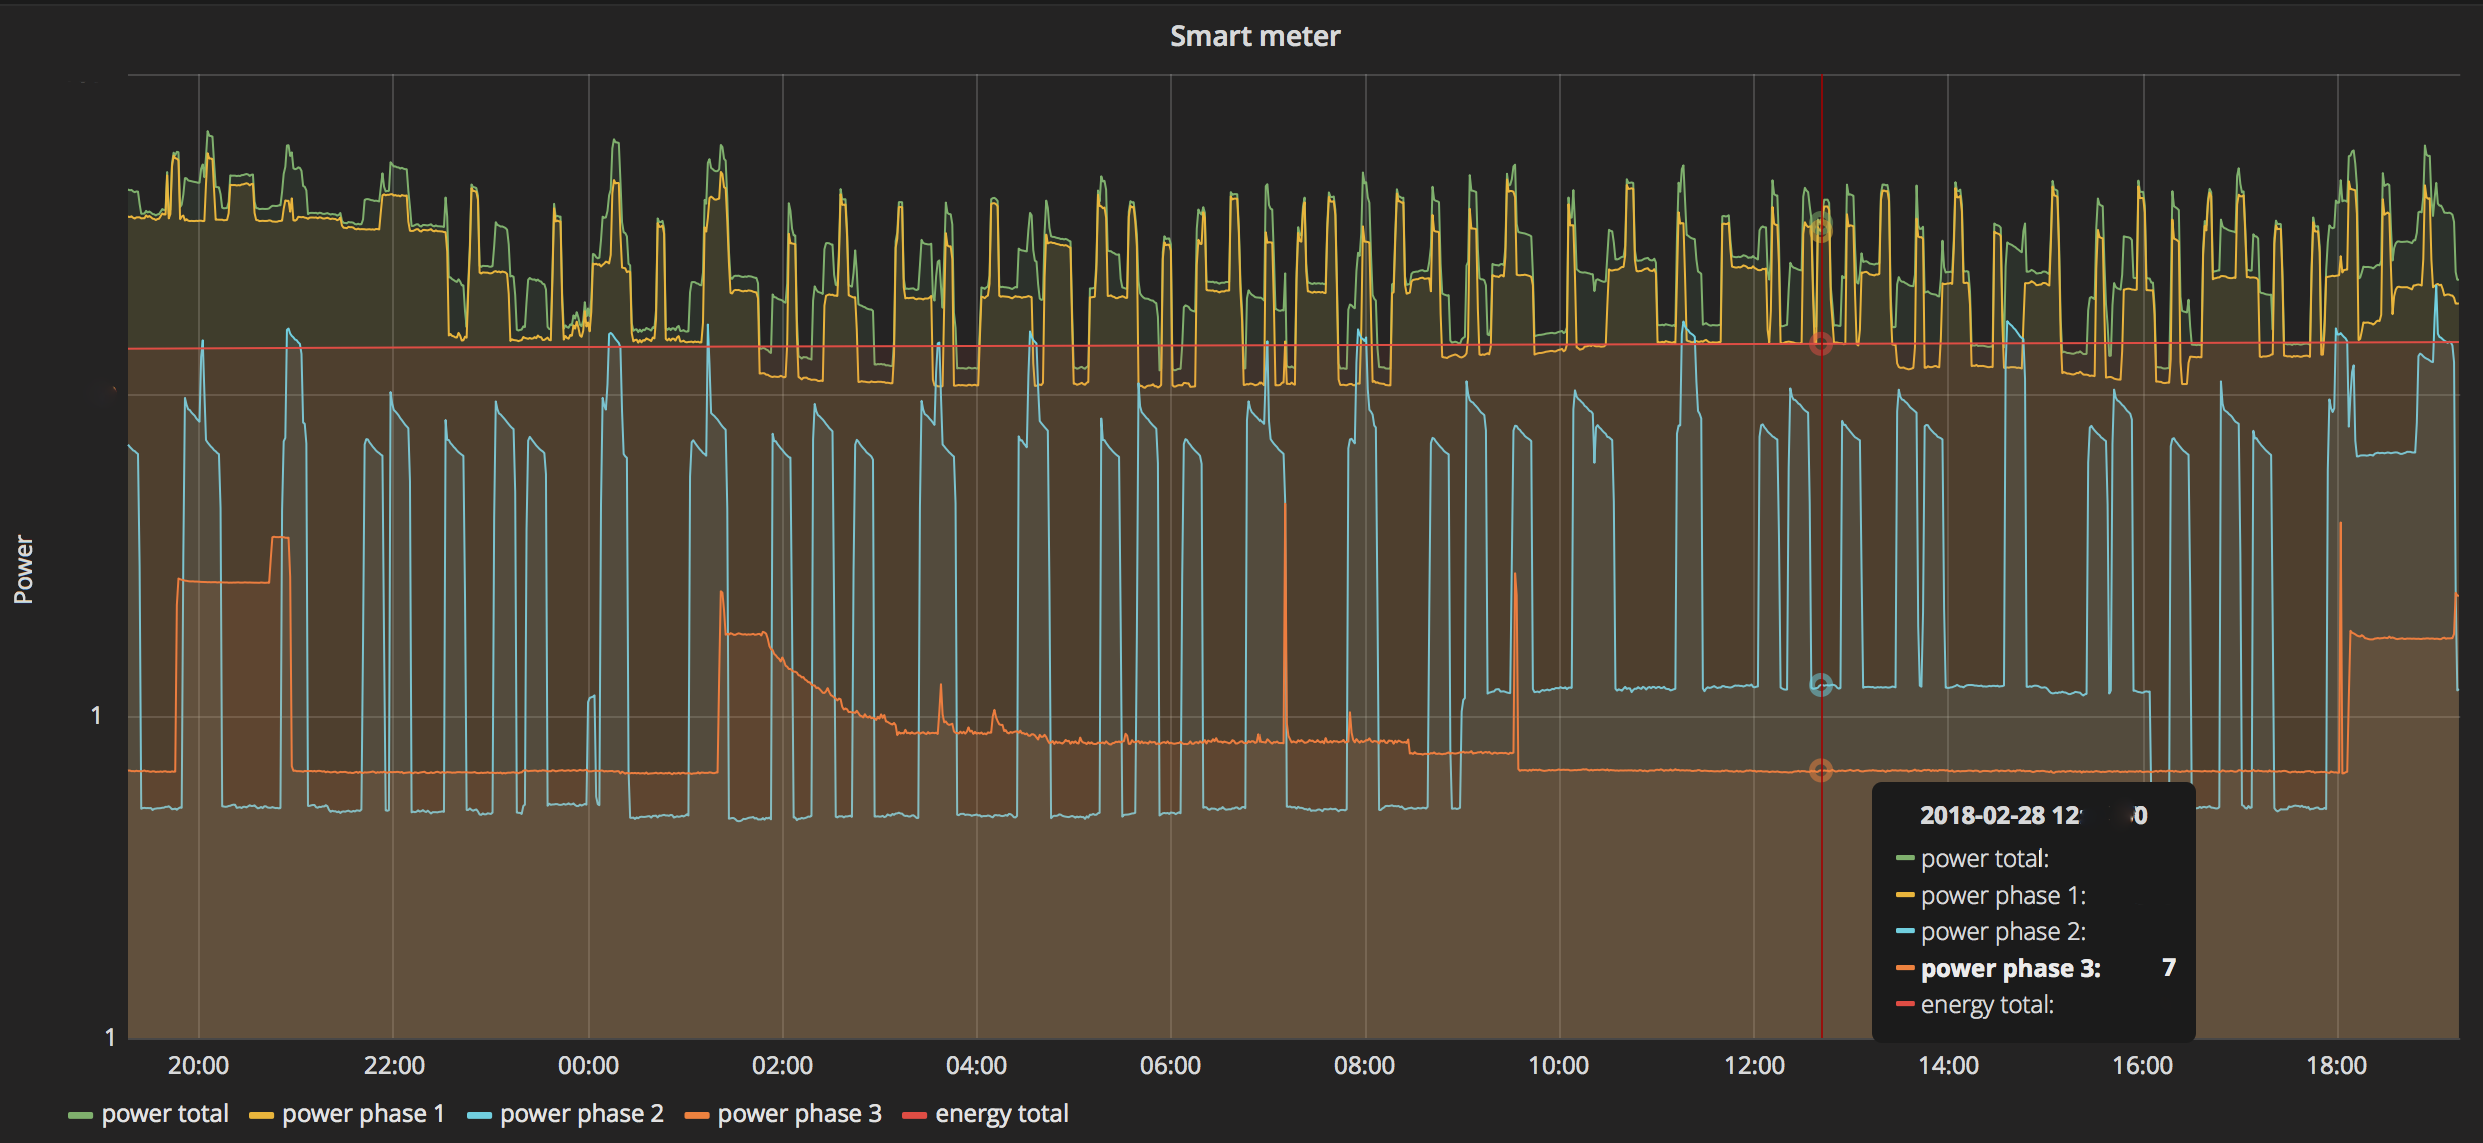 Smart meter
Power
1
1
20:00 22:00 00:00 02:00 04:00 06:00 08:00 10:00 12:00 14:00 16:00 18:00
2018-02-28 12: 0
power total:
power phase 1:
power phase 2:
power phase 3: 7
energy total:
power total power phase 1 power phase 2 power phase 3 energy total